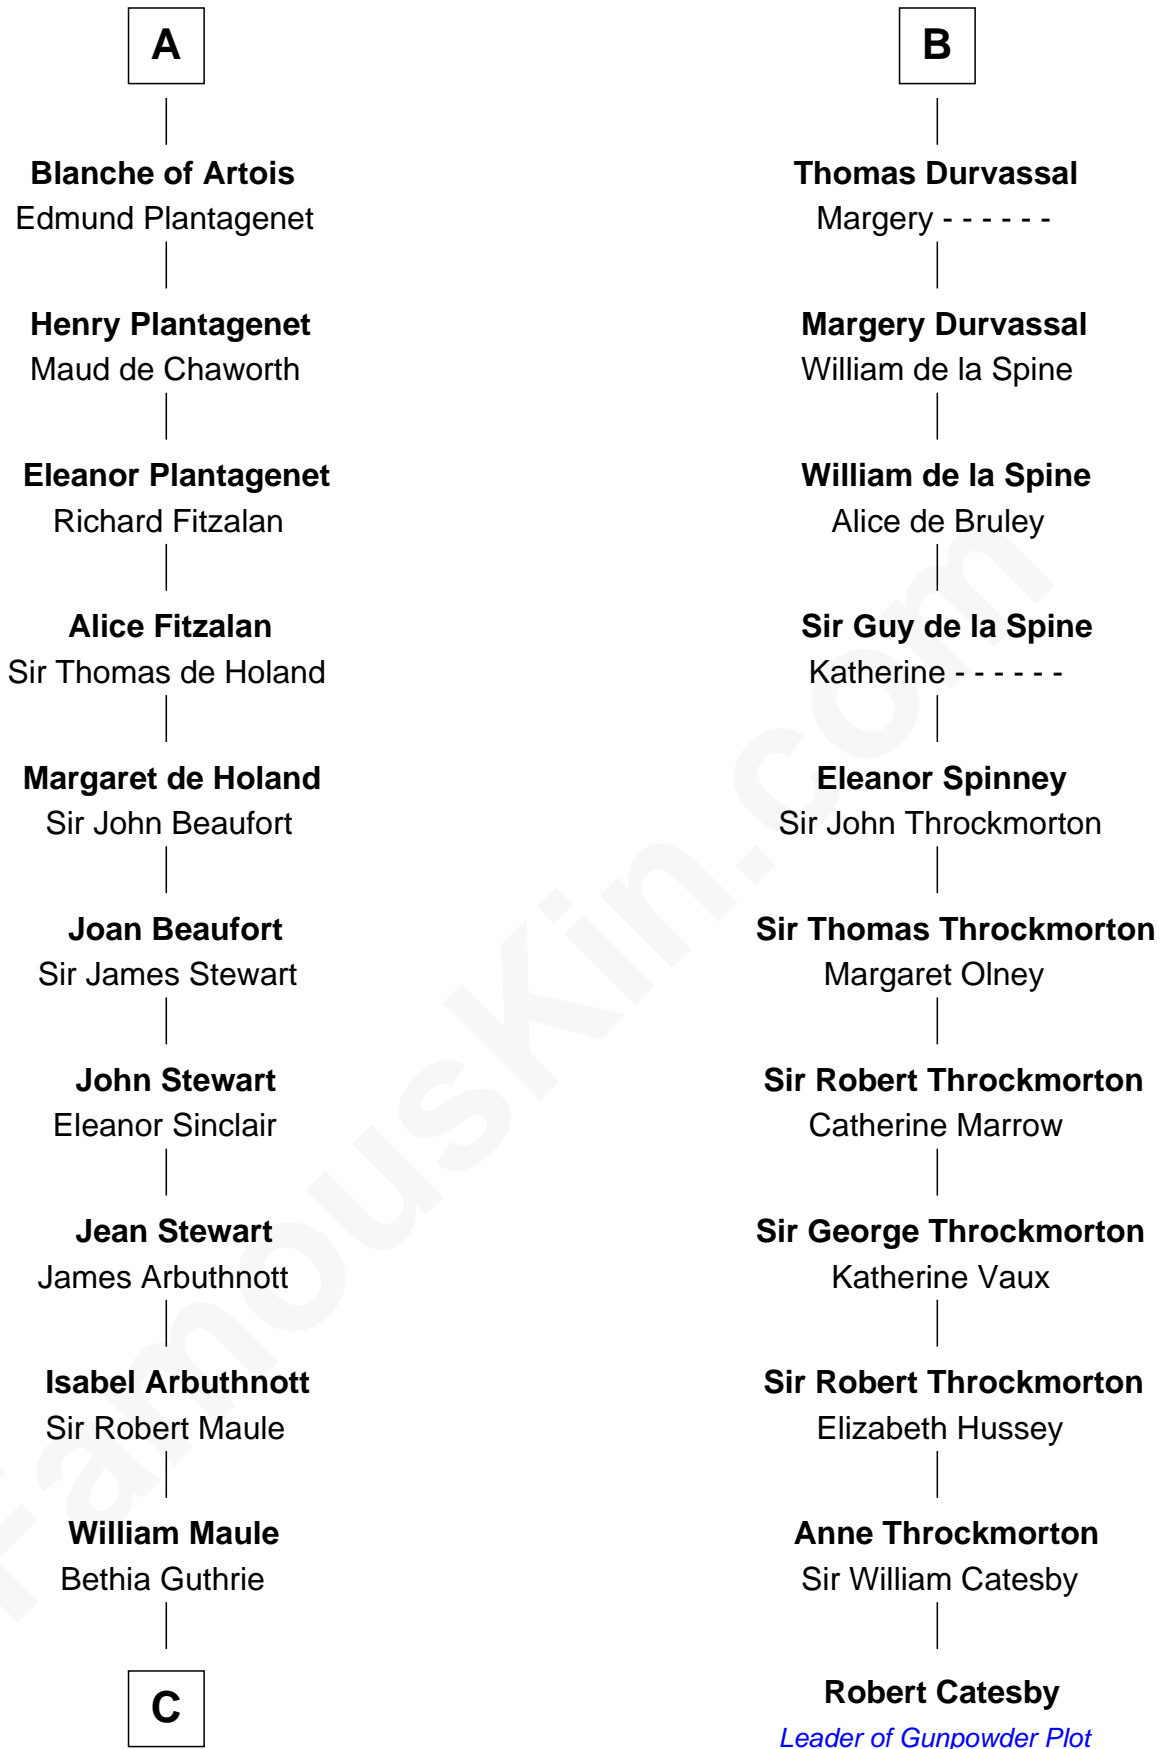 A
Blanche of Artois
Edmund Plantagenet
Henry Plantagenet
Maud de Chaworth
Eleanor Plantagenet
Richard Fitzalan
Alice Fitzalan
Sir Thomas de Holand
Margaret de Holand
Sir John Beaufort
Joan Beaufort
Sir James Stewart
John Stewart
Eleanor Sinclair
Jean Stewart
James Arbuthnott
Isabel Arbuthnott
Sir Robert Maule
William Maule
Bethia Guthrie
C
B
Thomas Durvassal
Margery - - - - - -
Margery Durvassal
William de la Spine
William de la Spine
Alice de Bruley
Sir Guy de la Spine
Katherine - - - - - -
Eleanor Spinney
Sir John Throckmorton
Sir Thomas Throckmorton
Margaret Olney
Sir Robert Throckmorton
Catherine Marrow
Sir George Throckmorton
Katherine Vaux
Sir Robert Throckmorton
Elizabeth Hussey
Anne Throckmorton
Sir William Catesby
Robert Catesby
Leader of Gunpowder Plot
FamousKin.com